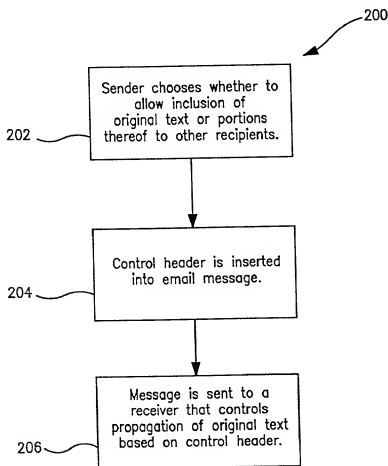 200
Sender chooses whether to
allow inclusion of
original text or portions
thereof to other recipients.
202
Control header is inserted
into email message.
204
Message is sent to a
receiver that controls
propagation of original text
based on control header.
206